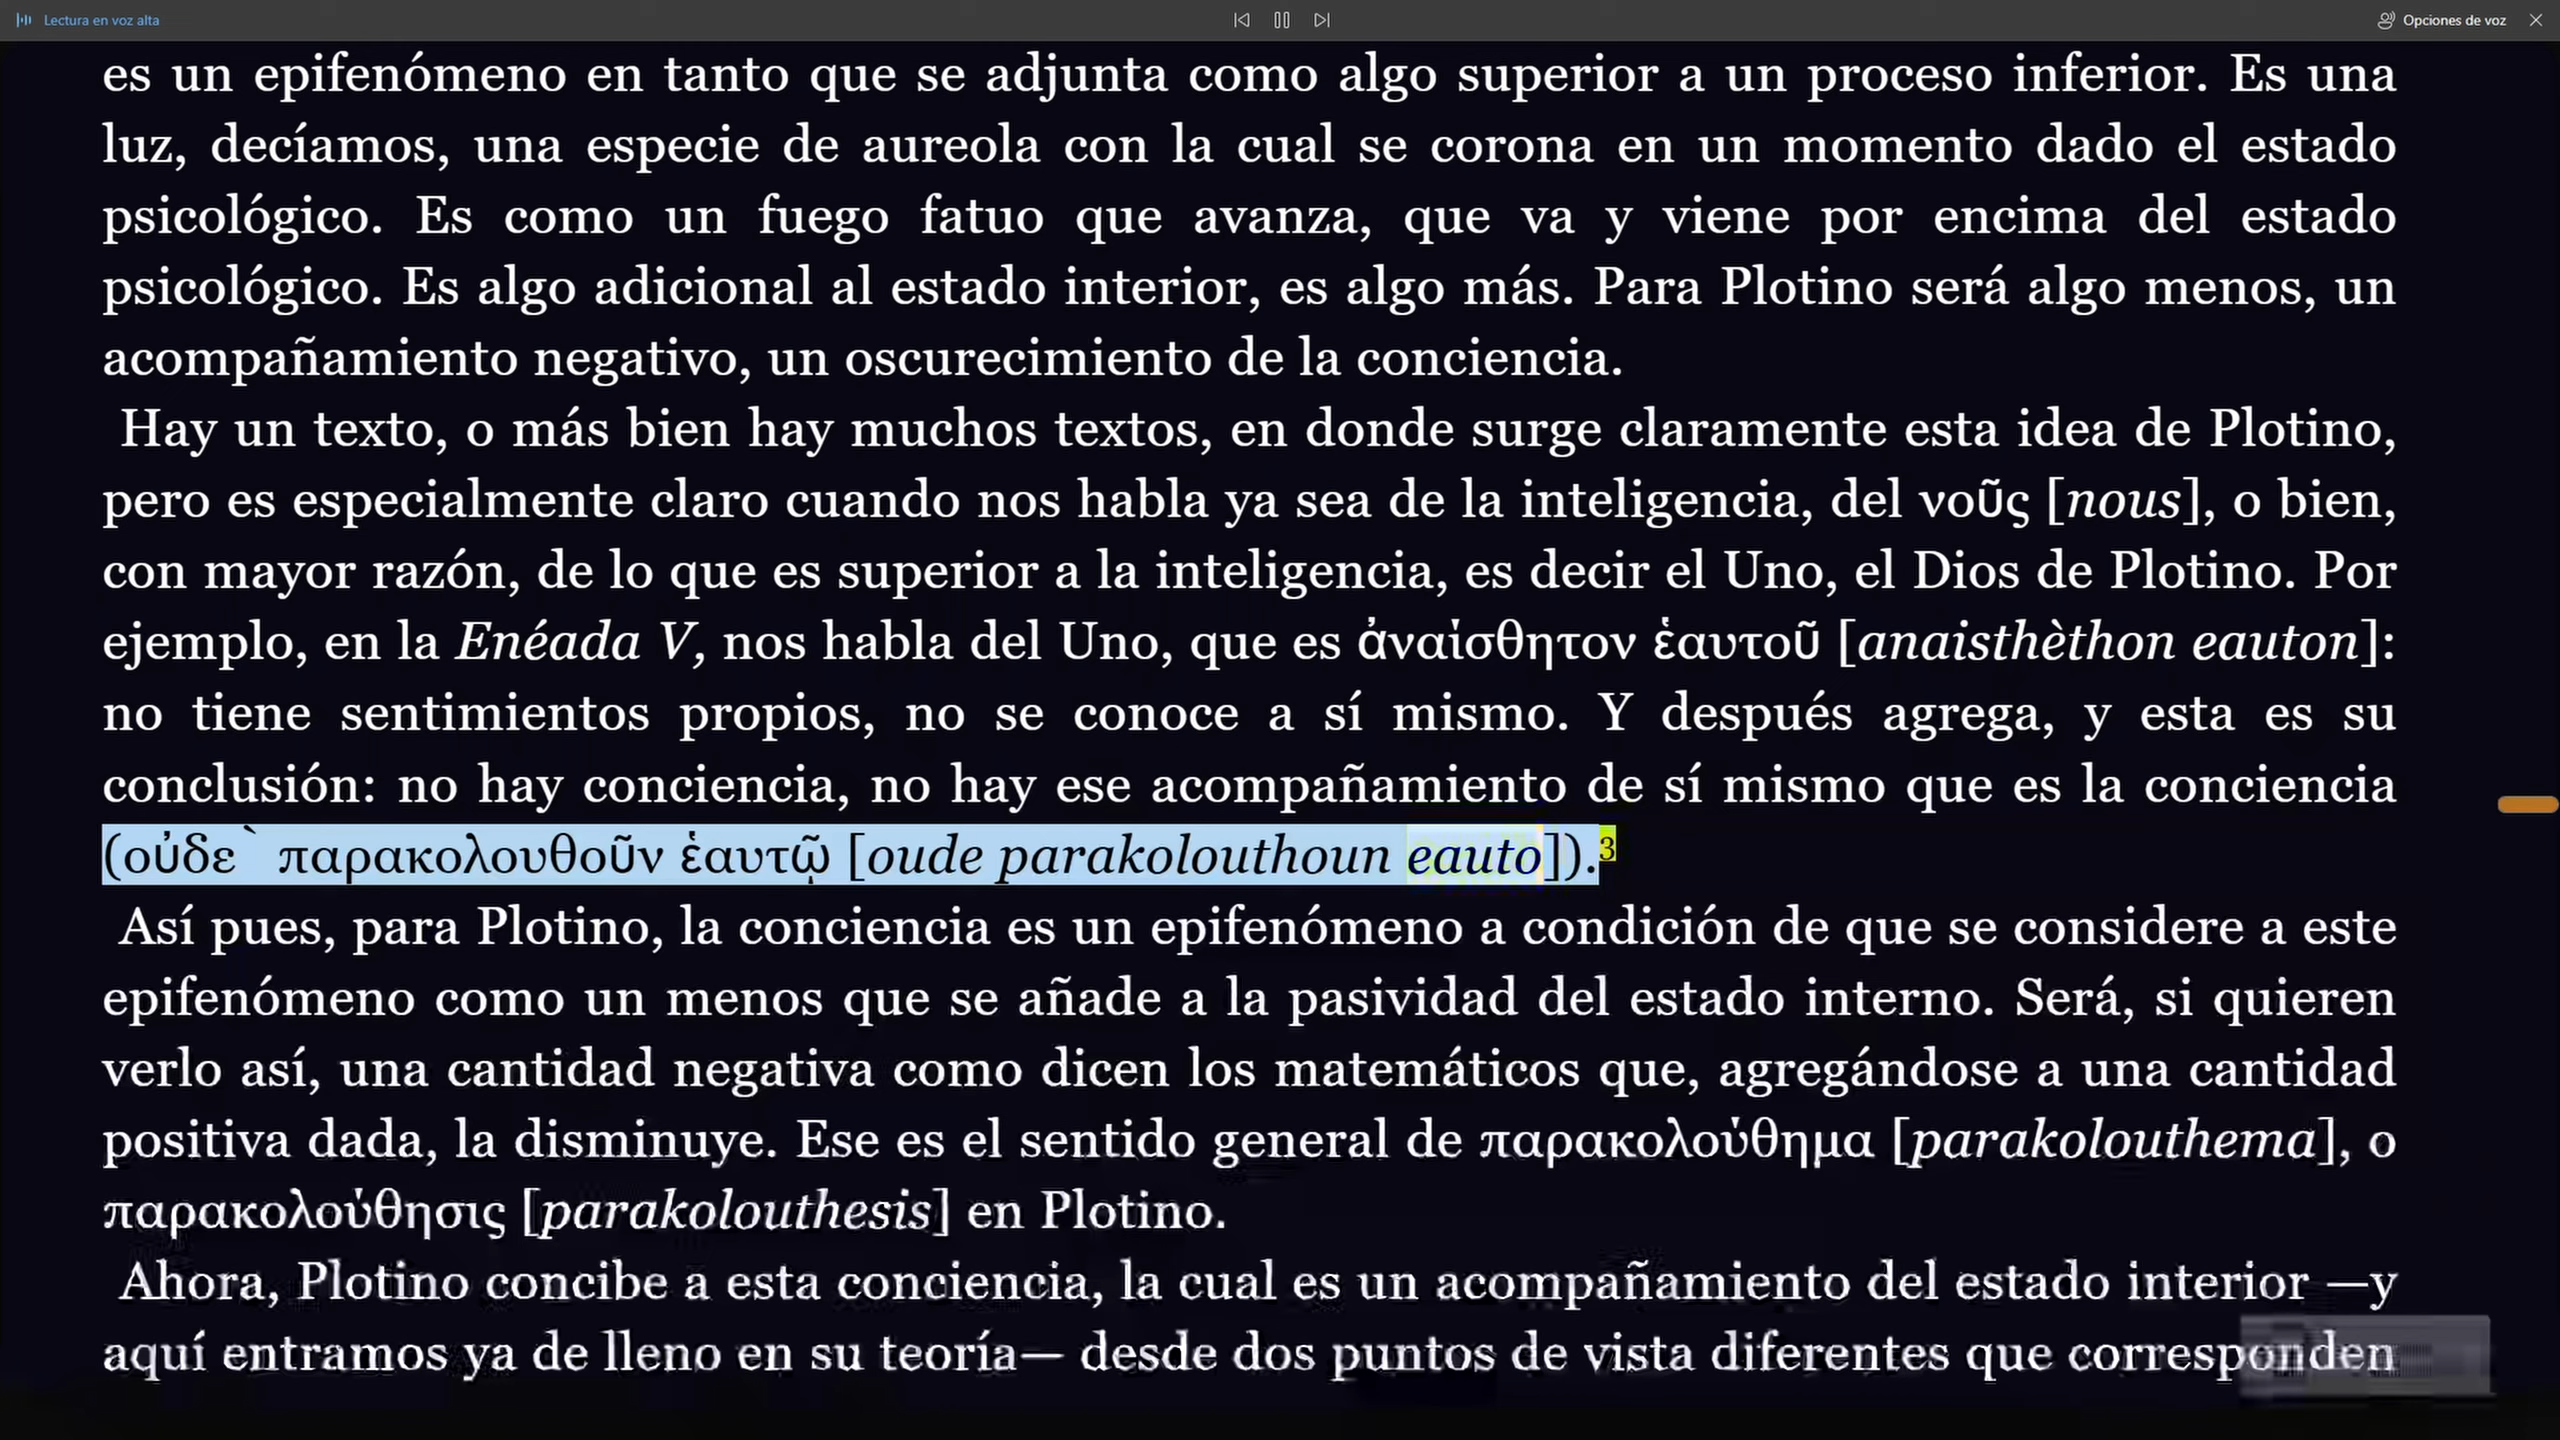 Lectura en voz alta
Opciones de voz
es un epifenómeno en tanto que se adjunta como algo superior a un proceso inferior. Es una
luz, decíamos, una especie de aureola con la cual se corona en un momento dado el estado
psicológico. Es como un fuego fatuo que avanza, que va y viene por encima del estado
psicológico. Es algo adicional al estado interior, es algo más. Para Plotino será algo menos, un
acompañamiento negativo, un oscurecimiento de la conciencia.
Hay un texto, o más bien hay muchos textos, en donde surge claramente esta idea de Plotino,
pero es especialmente claro cuando nos habla ya sea de la inteligencia, del νοῦς [nous], o bien,
con mayor razón, de lo que es superior a la inteligencia, es decir el Uno, el Dios de Plotino. Por
ejemplo, en la Enéada V, nos habla del Uno, que es ἀναίσθητον ἑαυτοῦ [anaisthèthon eauton]:
no tiene sentimientos propios, no se conoce a sí mismo. Y después agrega, y esta es su
conclusión: no hay conciencia, no hay ese acompañamiento de sí mismo que es la conciencia
(οὐδε` παρακολουθοῦν ἑαυτῷ [oude parakolouthoun eauto]).3
Así pues, para Plotino, la conciencia es un epifenómeno a condición de que se considere a este
epifenómeno como un menos que se añade a la pasividad del estado interno. Será, si quieren
verlo así, una cantidad negativa como dicen los matemáticos que, agregándose a una cantidad
positiva dada, la disminuye. Ese es el sentido general de παρακολούθημα [parakolouthema], o
παρακολούθησις [parakolouthesis] en Plotino.
Ahora, Plotino concibe a esta conciencia, la cual es un acompañamiento del estado interior —y
aquí entramos ya de lleno en su teoría— desde dos puntos de vista diferentes que corresponden